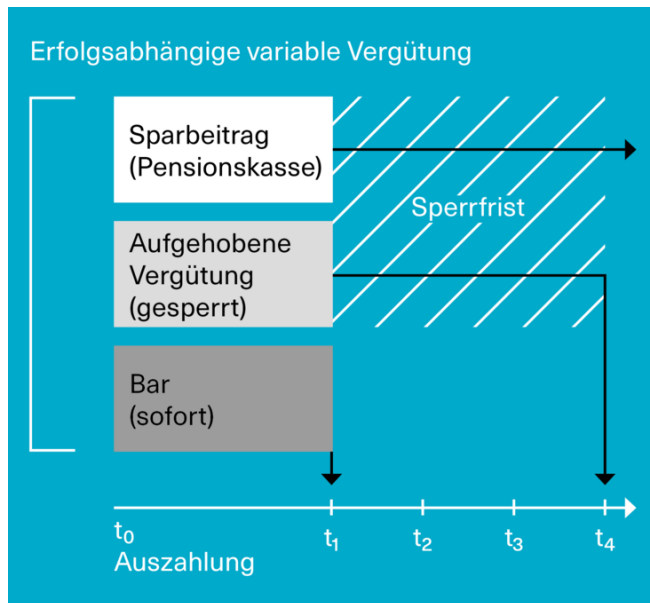 Erfolgsabhängige variable Vergütung
Sparbeitrag
(Pensionskasse)
Sperrfrist
Aufgehobene
Vergütung
(gesperrt)
Bar
(sofort)
t₀ t₁ t₂ t₃ t₄
Auszahlung